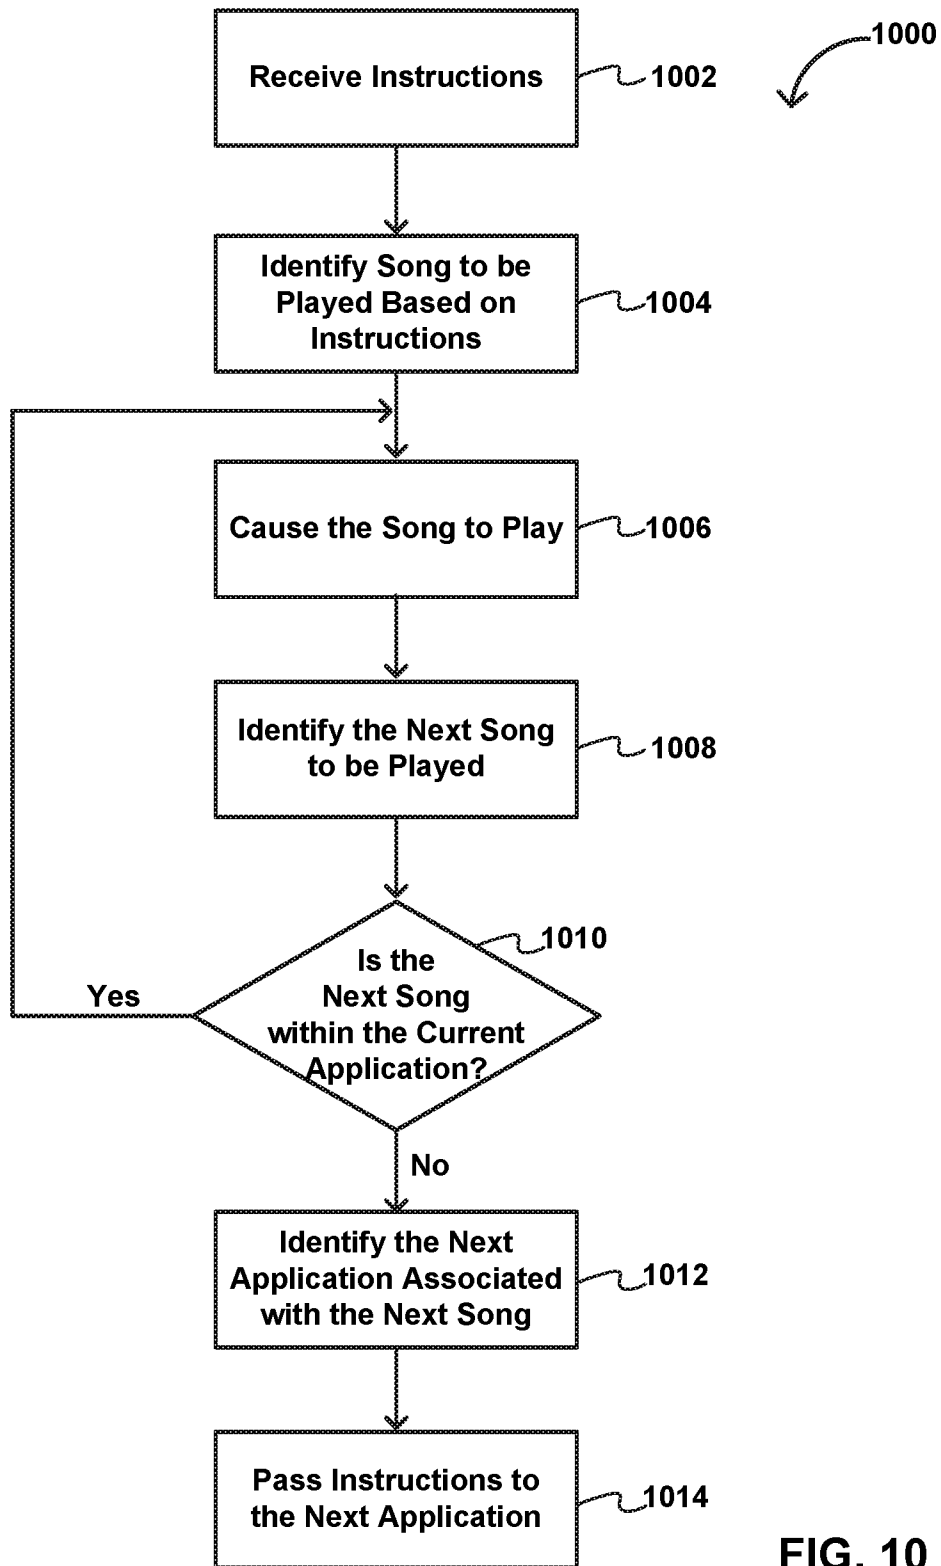 1000
Receive Instructions
1002
Identify Song to be
Played Based on
Instructions
1004
Cause the Song to Play
1006
Identify the Next Song
to be Played
1008
1010
Is the
Next Song
within the Current
Application?
Yes
No
Identify the Next
Application Associated
with the Next Song
1012
Pass Instructions to
the Next Application
1014
FIG. 10